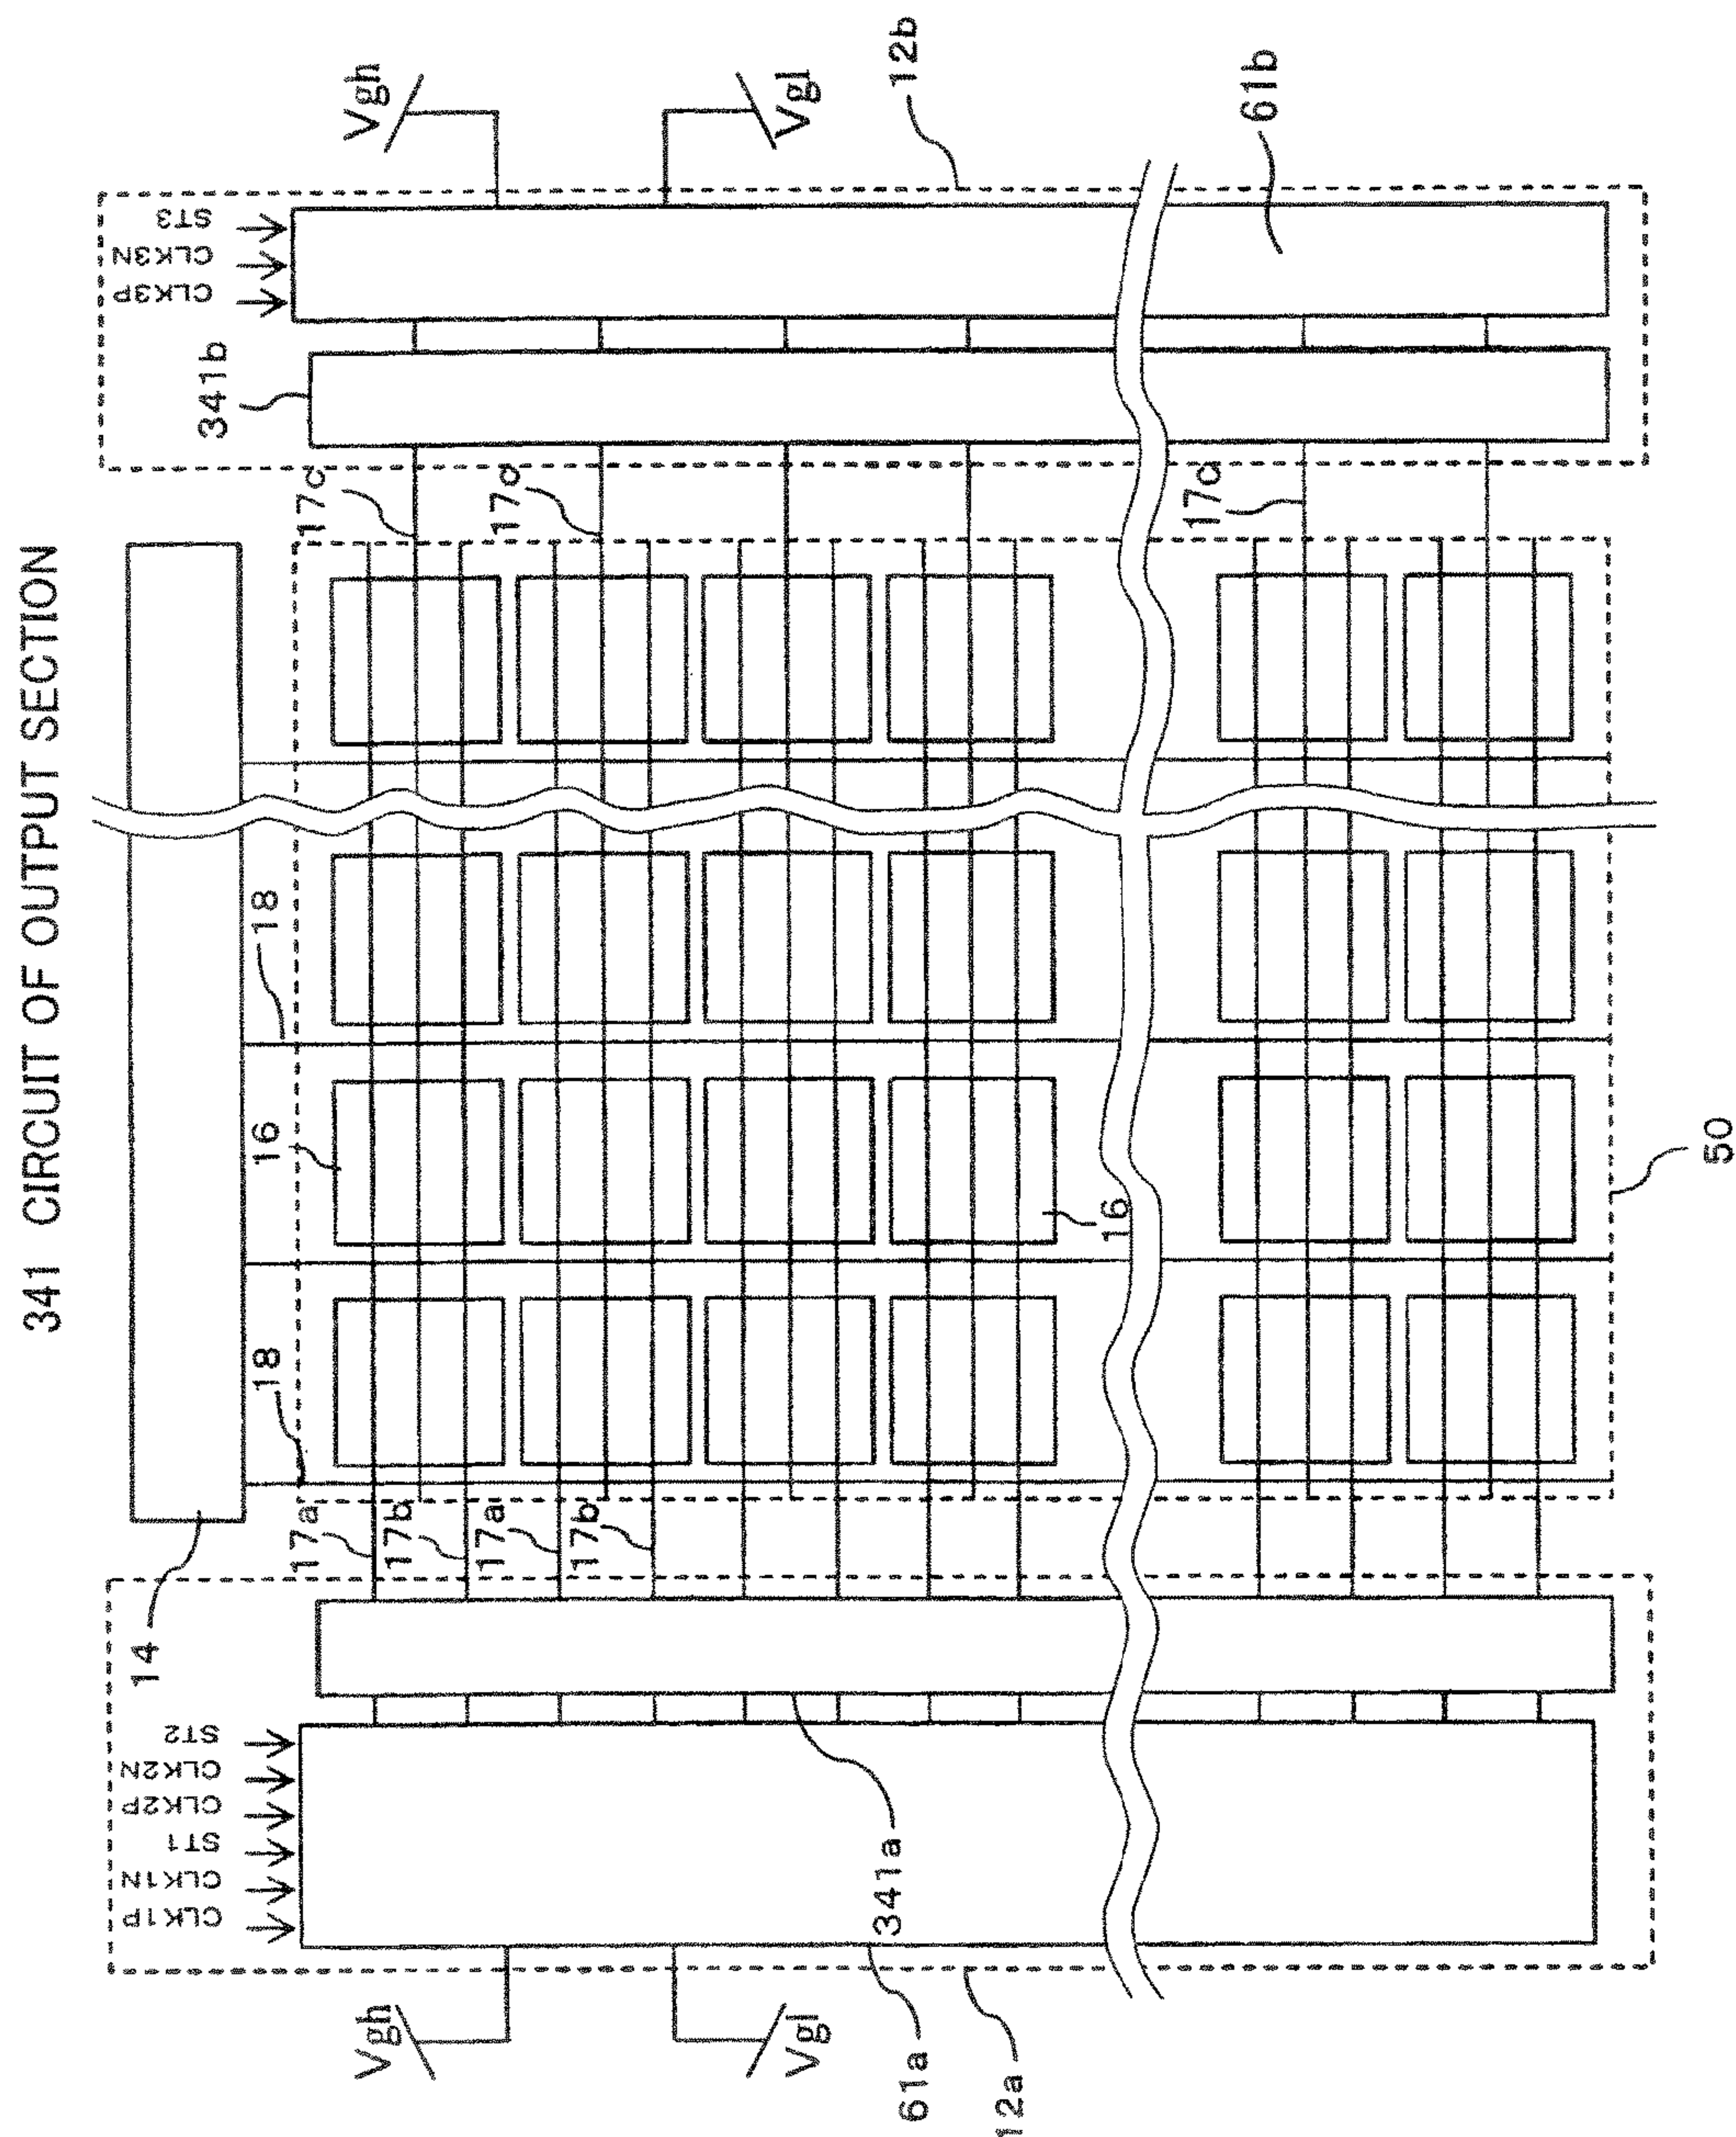 341 CIRCUIT OF OUTPUT SECTION
Vgh
Vgl
12b
61b
ST3
CLK3N
CLK3P
341b
17c
17c
17c
18
16
16
50
18
14
17a
17b
17a
17b
ST2
CLK2N
CLK2P
ST1
CLK1N
CLK1P
341a
Vgh
Vgl
61a
12a